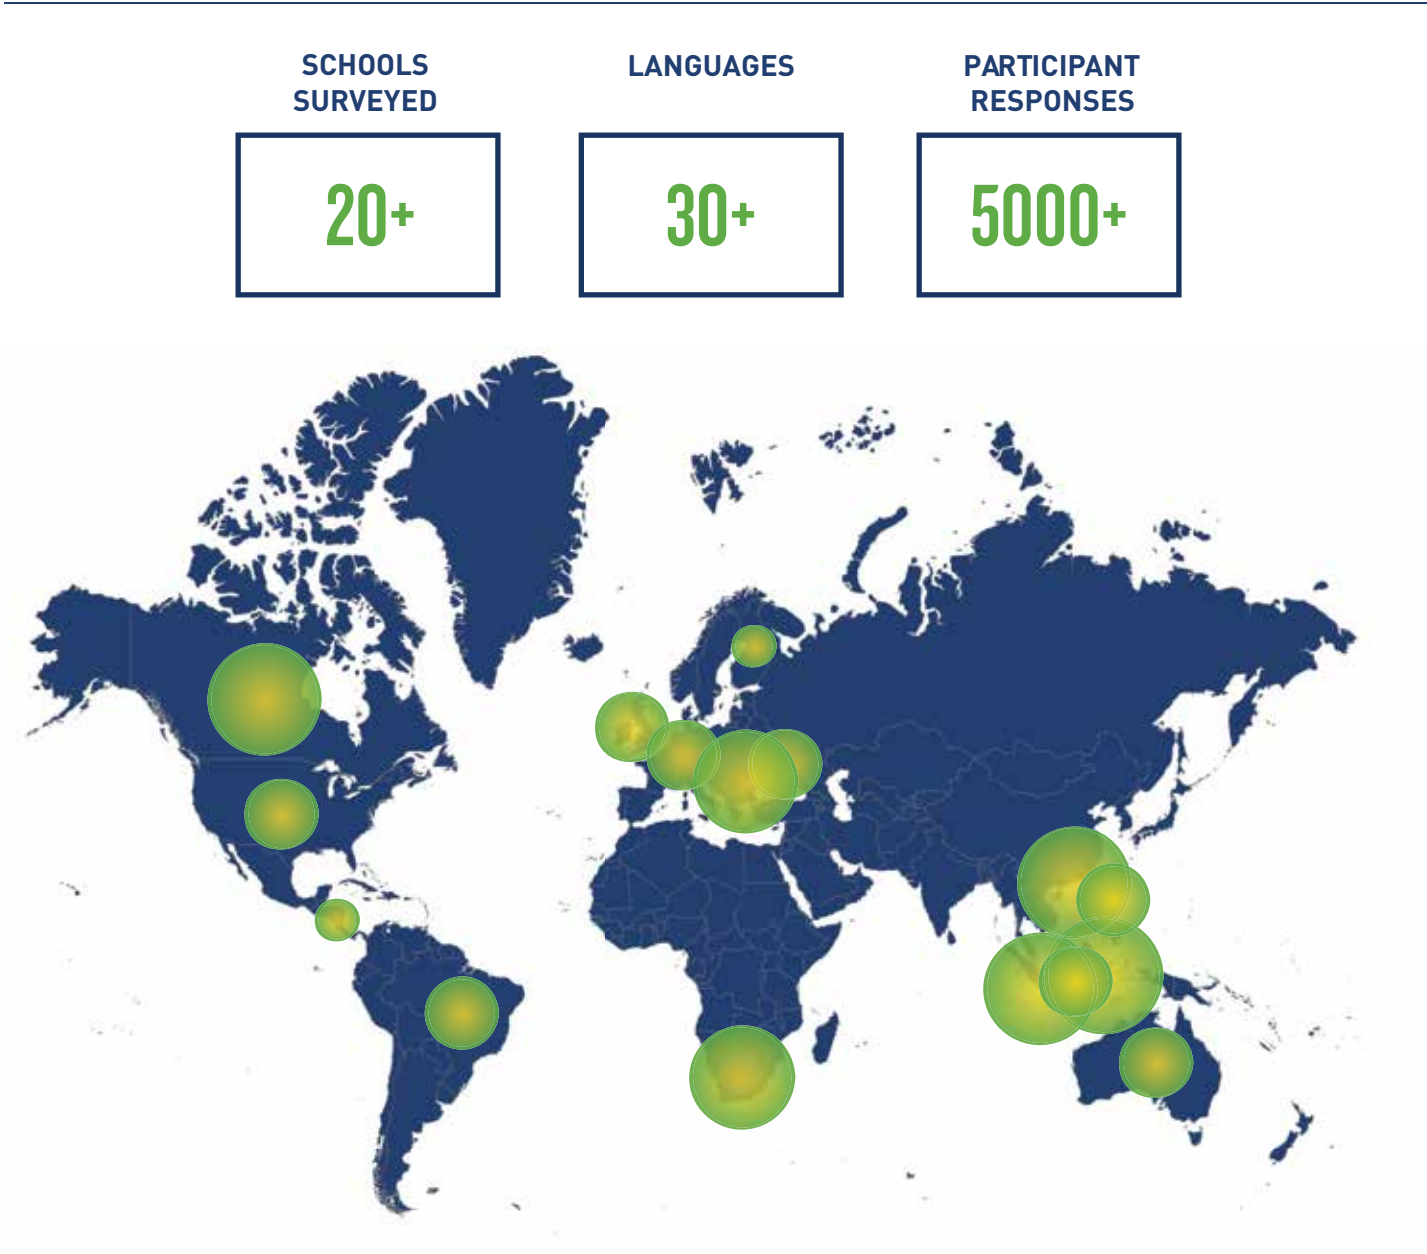 SCHOOLS
SURVEYED
20+
LANGUAGES
30+
PARTICIPANT
RESPONSES
5000+